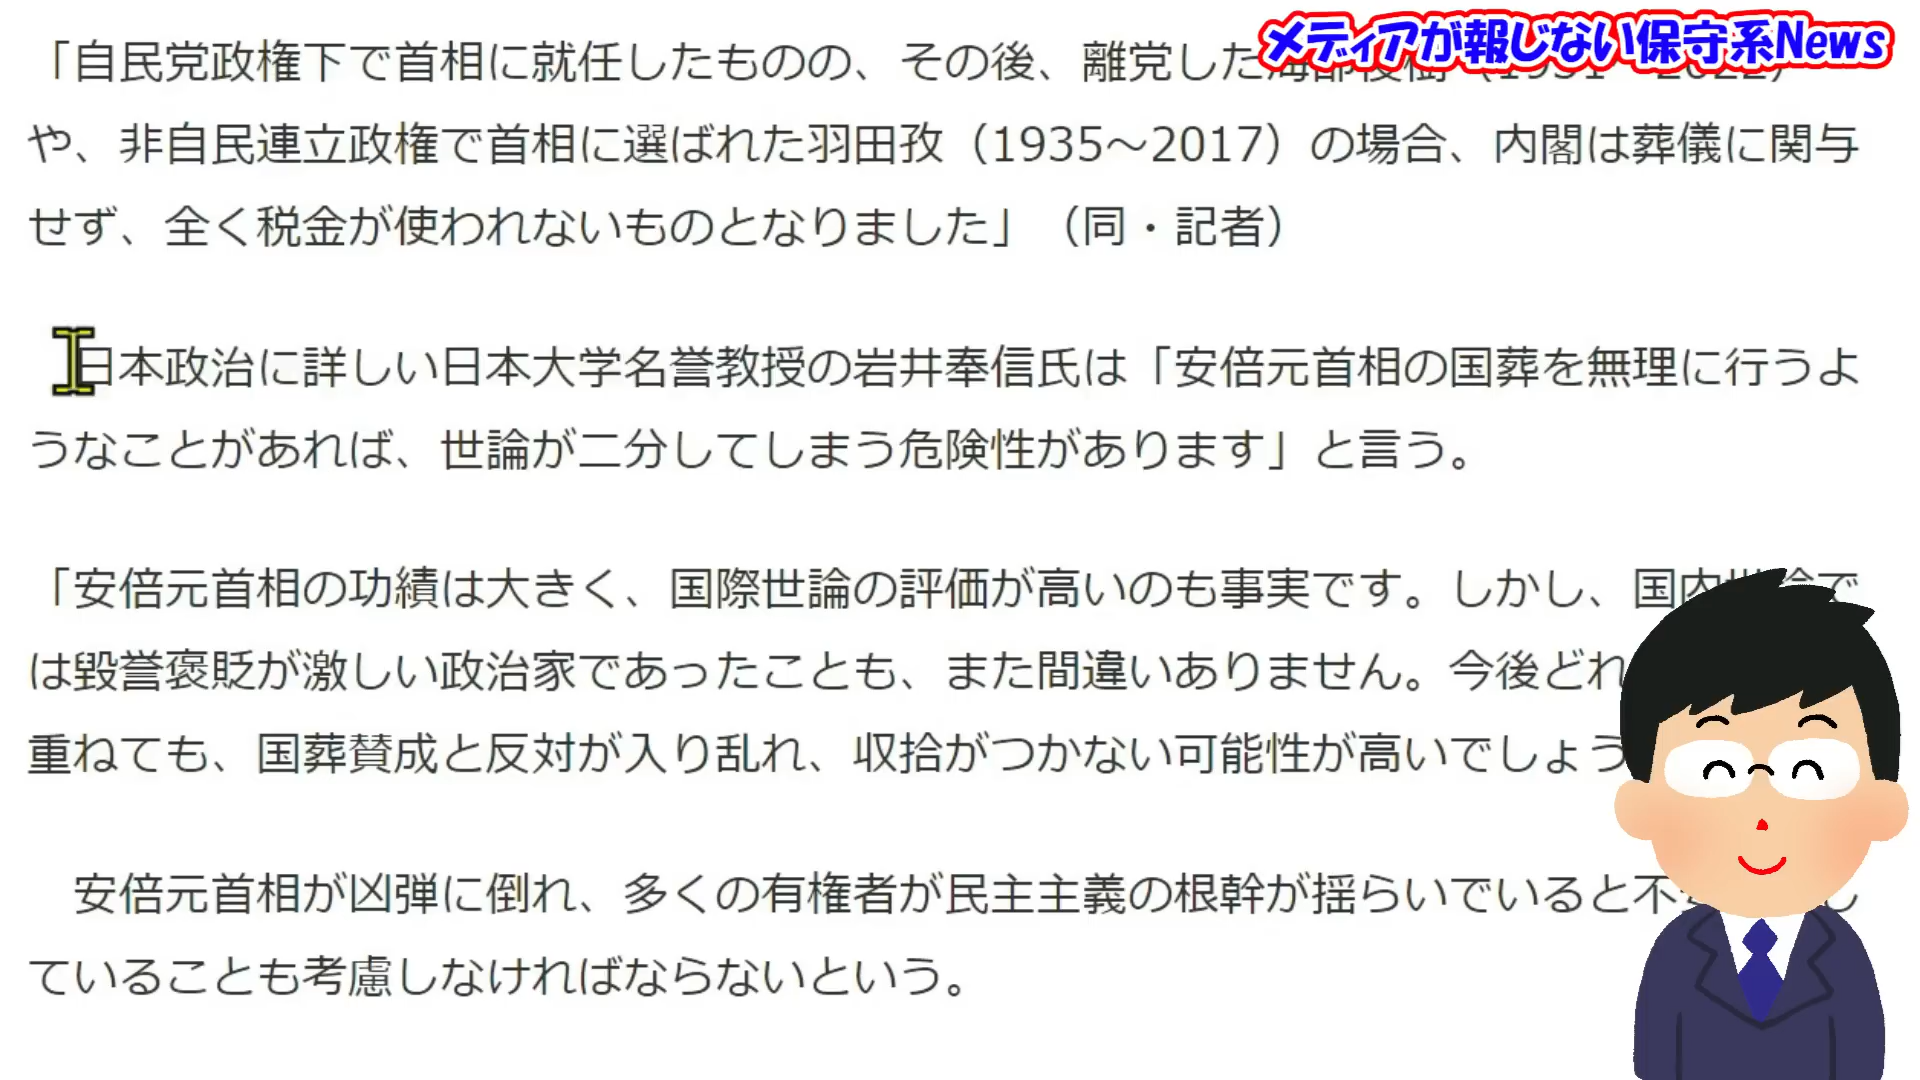 メディアが報じない保守系News
「自民党政権下で首相に就任したものの、その後、離党した
や、非自民連立政権で首相に選ばれた羽田孜（1935～2017）の場合、内閣は葬儀に関与
せず、全く税金が使われないものとなりました」（同・記者）
日本政治に詳しい日本大学名誉教授の岩井奉信氏は「安倍元首相の国葬を無理に行うよ
うなことがあれば、世論が二分してしまう危険性があります」と言う。
「安倍元首相の功績は大きく、国際世論の評価が高いのも事実です。しかし、国内
は毀誉褒貶が激しい政治家であったことも、また間違いありません。今後どれ
重ねても、国葬賛成と反対が入り乱れ、収拾がつかない可能性が高いでしょう
安倍元首相が凶弾に倒れ、多くの有権者が民主主義の根幹が揺らいでいると不
ていることも考慮しなければならないという。